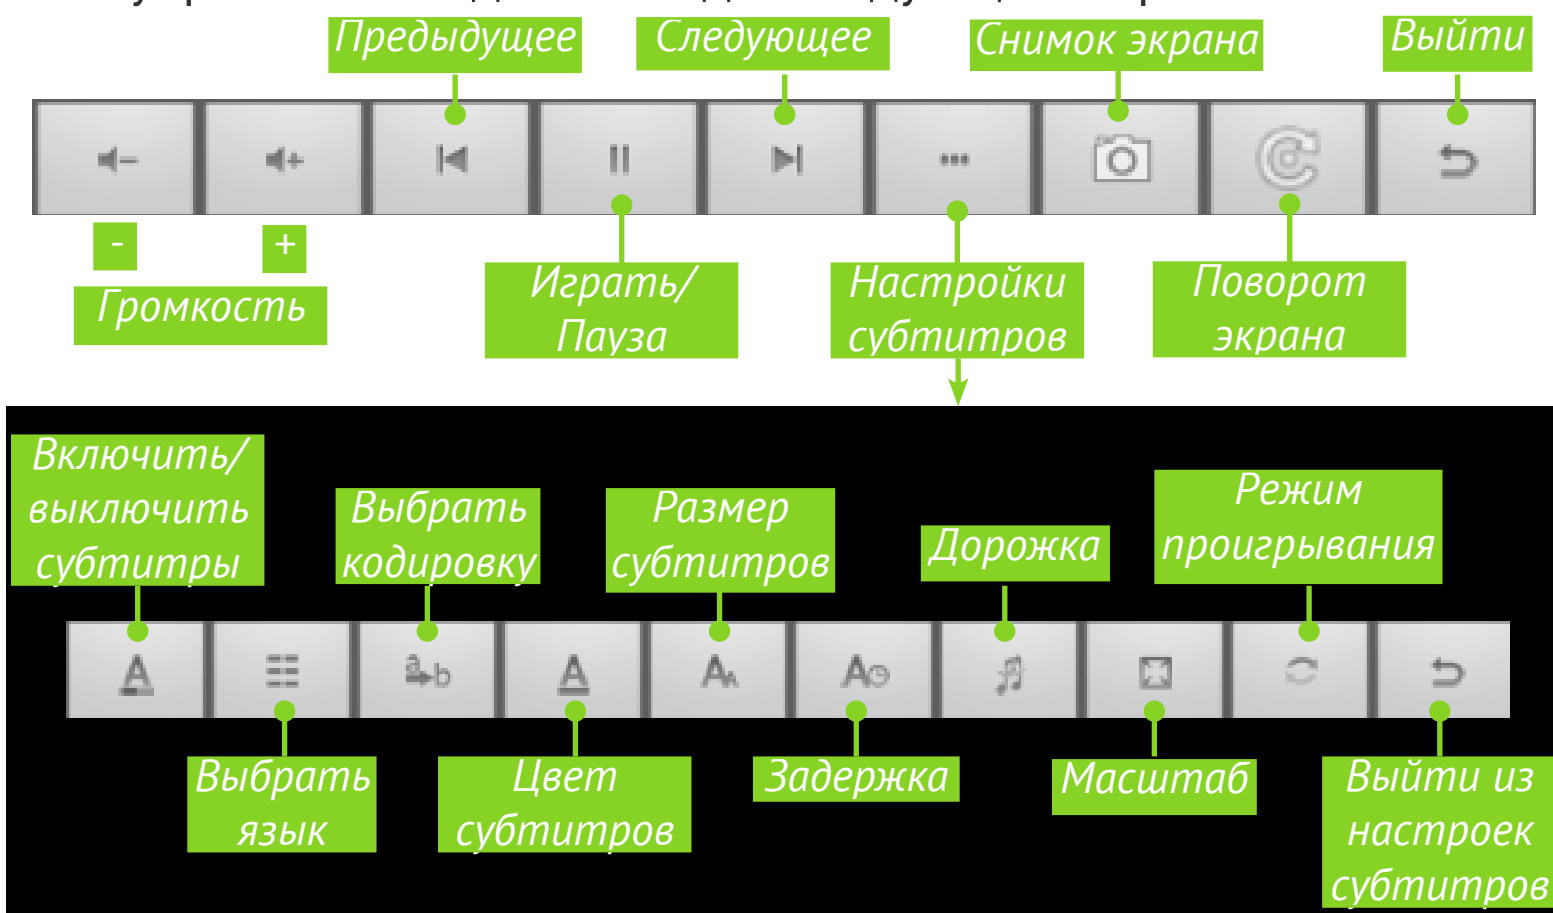 Предыдущее
Следующее
Снимок экрана
Выйти
-
+
Громкость
Играть/
Пауза
Настройки
субтитров
Поворот
экрана
Включить/
выключить
субтитры
Выбрать
кодировку
Размер
субтитров
Дорожка
Режим
проигрывания
Выбрать
язык
Цвет
субтитров
Задержка
Масштаб
Выйти из
настроек
субтитров